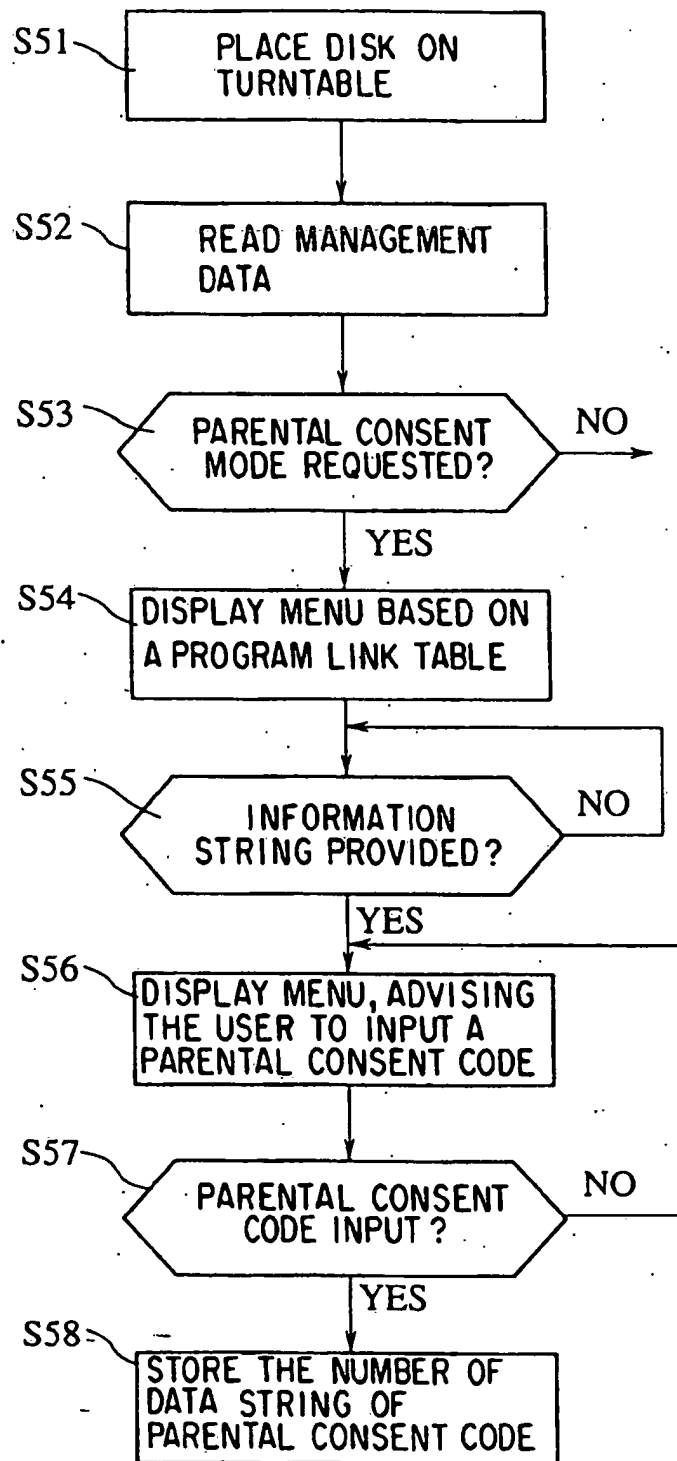 S51
PLACE DISK ON
TURNTABLE
S52
READ MANAGEMENT
DATA
S53
PARENTAL CONSENT
MODE REQUESTED?
NO
YES
S54
DISPLAY MENU BASED ON
A PROGRAM LINK TABLE
S55
INFORMATION
STRING PROVIDED?
NO
YES
S56
DISPLAY MENU, ADVISING
THE USER TO INPUT A
PARENTAL CONSENT CODE
S57
PARENTAL CONSENT
CODE INPUT?
NO
YES
S58
STORE THE NUMBER OF
DATA STRING OF
PARENTAL CONSENT CODE